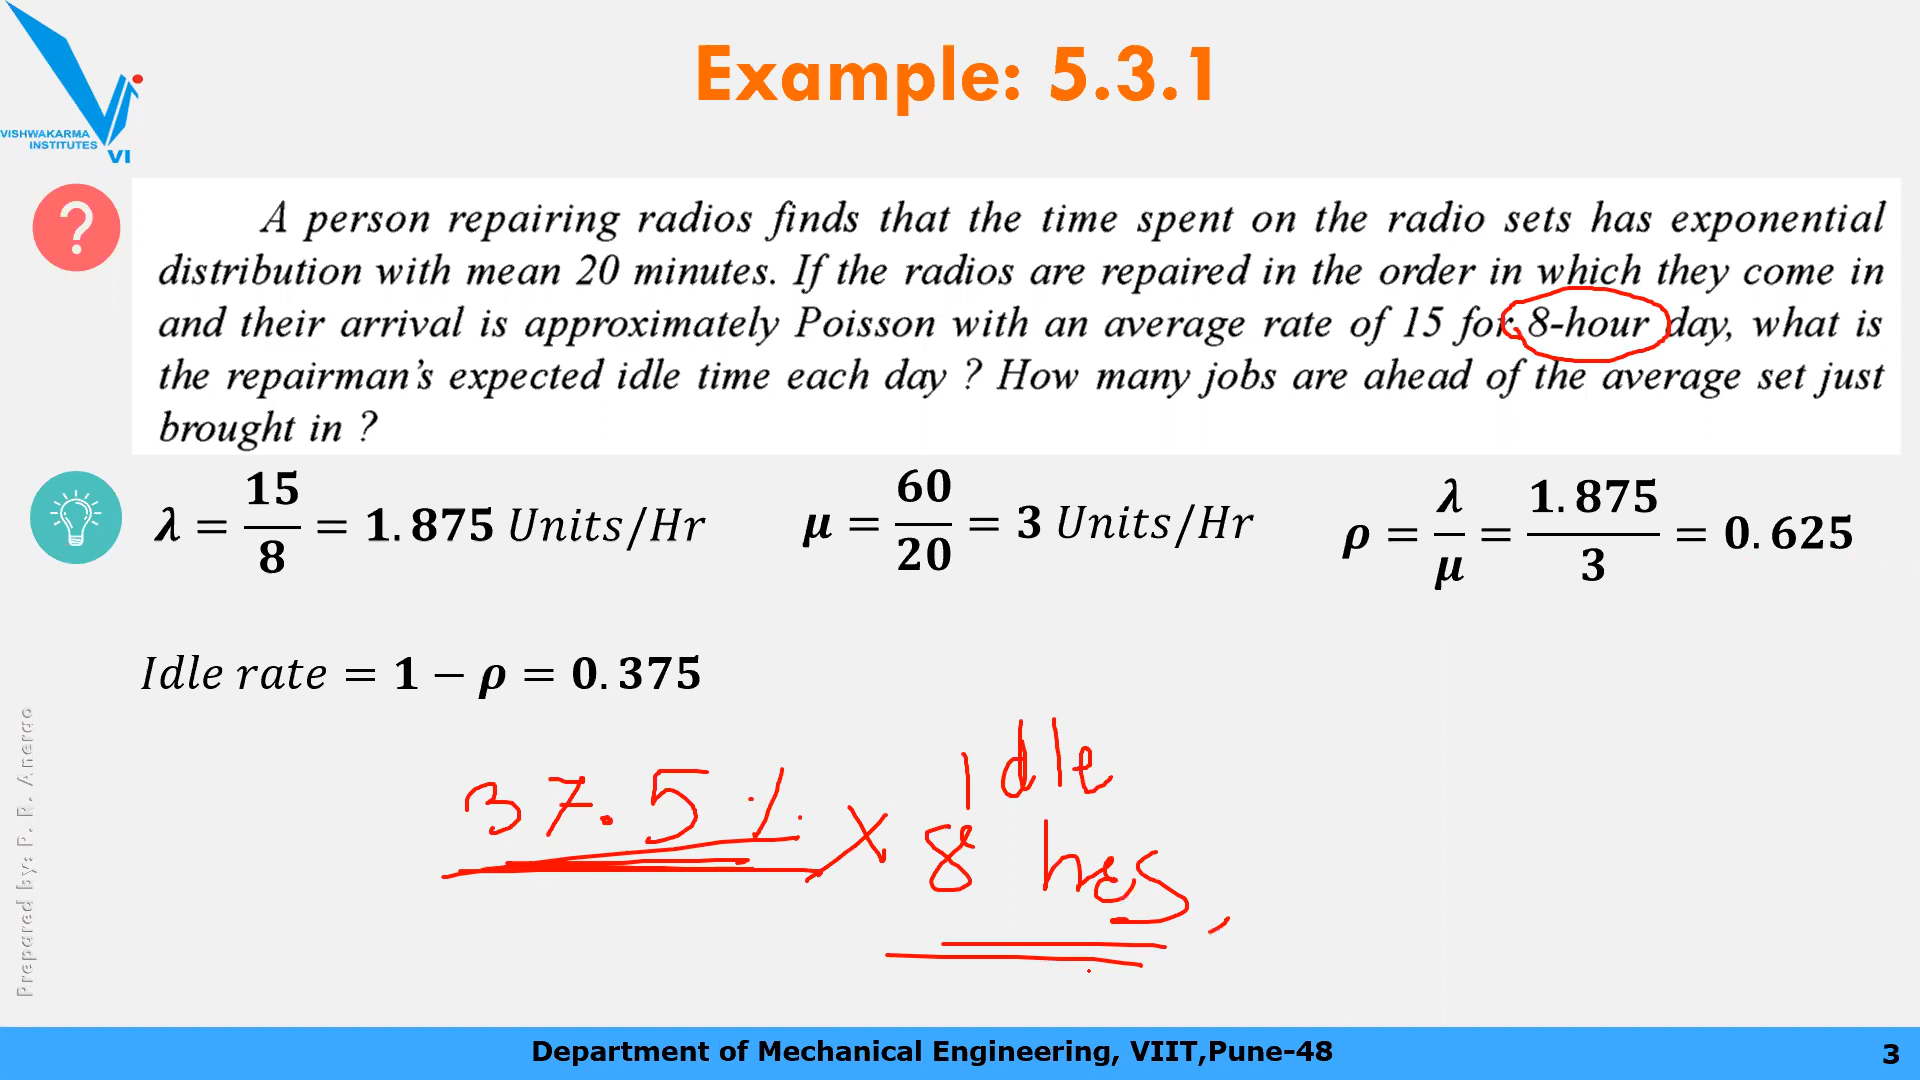 Example: 5.3.1
VISHWAKARMA
INSTITUTES
VI
?
A person repairing radios finds that the time spent on the radio sets has exponential
distribution with mean 20 minutes. If the radios are repaired in the order in which they come in
and their arrival is approximately Poisson with an average rate of 15 for 8-hour day, what is
the repairman's expected idle time each day ? How many jobs are ahead of the average set just
brought in ?
λ = 15/8 = 1.875 Units/Hr
μ = 60/20 = 3 Units/Hr
ρ = λ/μ = 1.875/3 = 0.625
Idle rate = 1 − ρ = 0.375
Idle
37.5% × 8 hrs,
Prepared by: P. R. Anerao
Department of Mechanical Engineering, VIIT,Pune-48
3